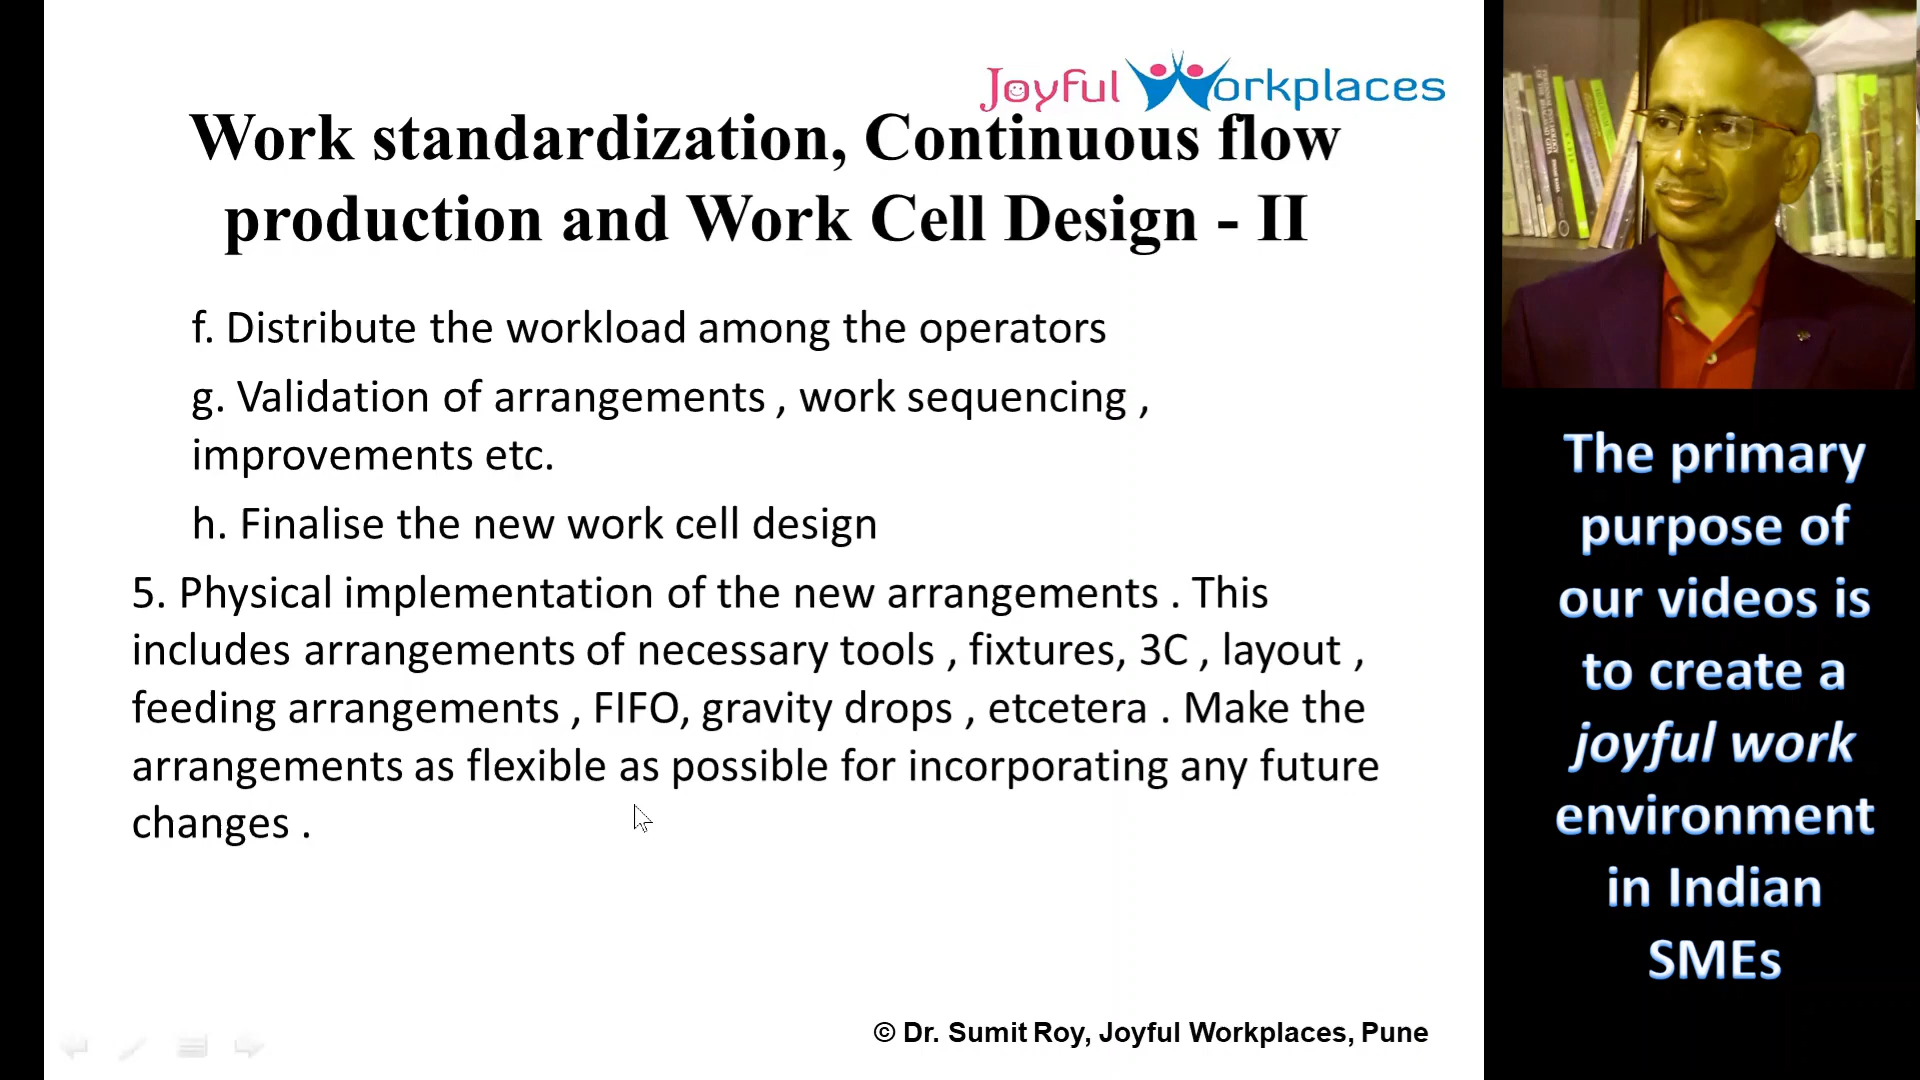 Joyful Workplaces
Work standardization, Continuous flow
production and Work Cell Design - II
f. Distribute the workload among the operators
g. Validation of arrangements , work sequencing ,
improvements etc.
h. Finalise the new work cell design
5. Physical implementation of the new arrangements . This
includes arrangements of necessary tools , fixtures, 3C , layout ,
feeding arrangements , FIFO, gravity drops , etcetera . Make the
arrangements as flexible as possible for incorporating any future
changes .
© Dr. Sumit Roy, Joyful Workplaces, Pune
The primary
purpose of
our videos is
to create a
joyful work
environment
in Indian
SMEs